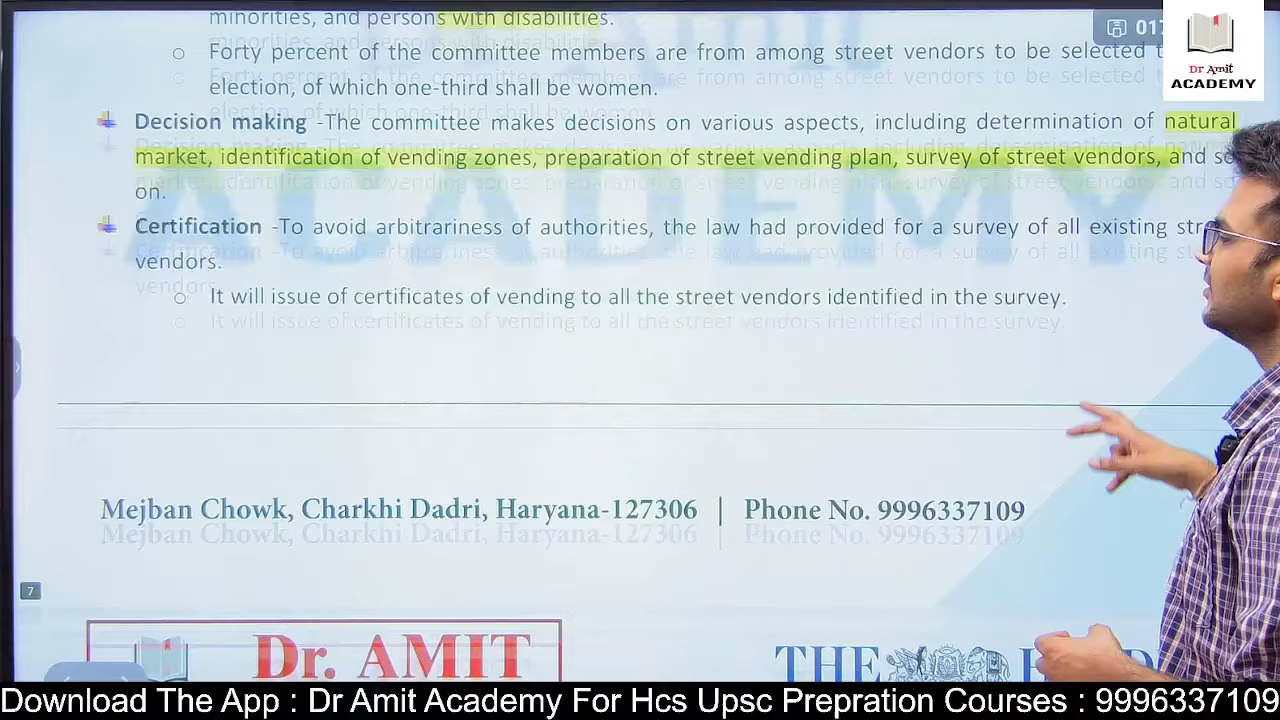 minorities, and persons with disabilities.
017
Dr Amit
ACADEMY
○ Forty percent of the committee members are from among street vendors to be selected t
election, of which one-third shall be women.
Decision making -The committee makes decisions on various aspects, including determination of natural
market, identification of vending zones, preparation of street vending plan, survey of street vendors, and so
on.
Certification -To avoid arbitrariness of authorities, the law had provided for a survey of all existing str
vendors.
○ It will issue of certificates of vending to all the street vendors identified in the survey.
ACADEMY
Mejban Chowk, Charkhi Dadri, Haryana-127306 | Phone No. 9996337109
7
Dr. AMIT
THE
Download The App : Dr Amit Academy For Hcs Upsc Prepration Courses : 9996337109